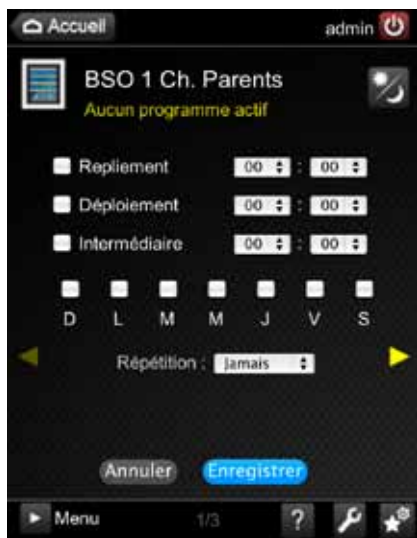 Accueil admin
BSO 1 Ch. Parents
Aucun programme actif
Repliement 00 : 00
Déploiement 00 : 00
Intermédiaire 00 : 00
D L M M J V S
Répétition : Jamais
Annuler Enregistrer
Menu 1/3 ?